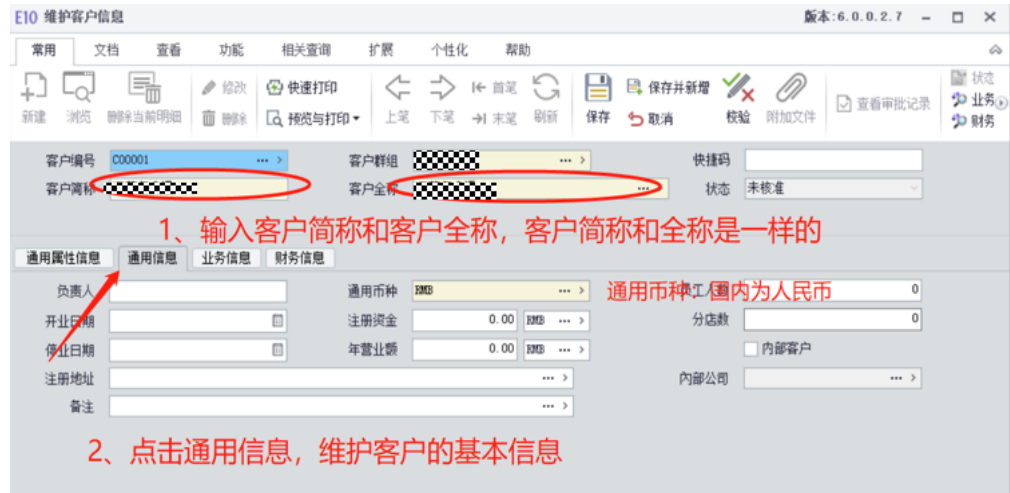 E10 维护客户信息 版本:6.0.0.2.7
常用 文档 查看 功能 相关查询 扩展 个性化 帮助
新建 浏览 删除当前明细 修改 删除 快速打印 预览与打印 上笔 下笔 首笔 末笔 刷新 保存 保存并新增 取消 校验 附加文件 查看审批记录 状态 业务 财务
客户编号 C00001 客户群组 快捷码
客户简称 客户全称 状态 未核准
1、输入客户简称和客户全称，客户简称和全称是一样的
通用属性信息 通用信息 业务信息 财务信息
负责人 通用币种 RMB 通用币种：国内为人民币 0
开业日期 注册资金 0.00 RMB 分店数 0
停业日期 年营业额 0.00 RMB 内部客户
注册地址 内部公司
备注
2、点击通用信息，维护客户的基本信息